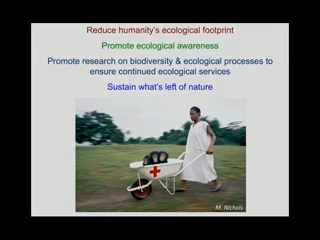 Reduce humanity's ecological footprint
Promote ecological awareness
Promote research on biodiversity & ecological processes to
ensure continued ecological services
Sustain what's left of nature
M. Nichols